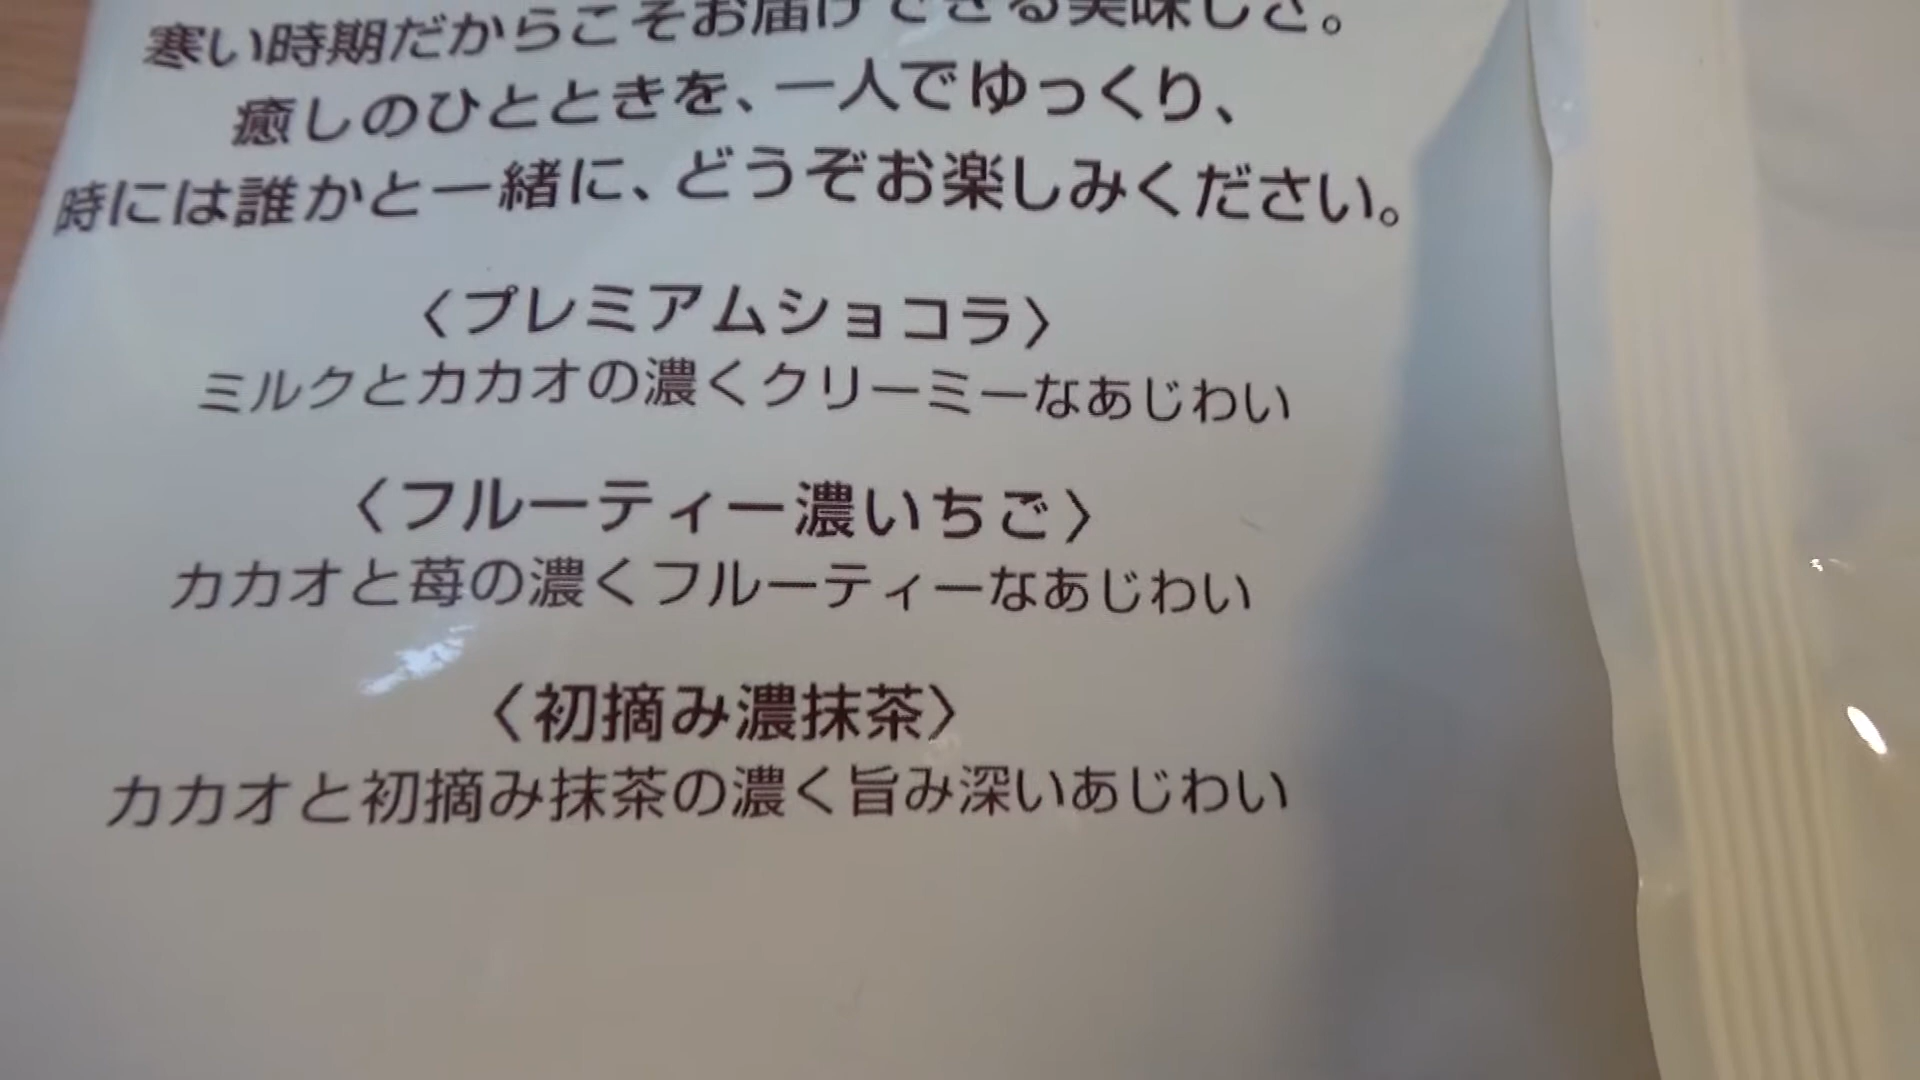 寒い時期だからこそお届けできる美味しさ。
癒しのひとときを、一人でゆっくり、
時には誰かと一緒に、どうぞお楽しみください。
〈プレミアムショコラ〉
ミルクとカカオの濃くクリーミーなあじわい
〈フルーティー濃いちご〉
カカオと苺の濃くフルーティーなあじわい
〈初摘み濃抹茶〉
カカオと初摘み抹茶の濃く旨み深いあじわい